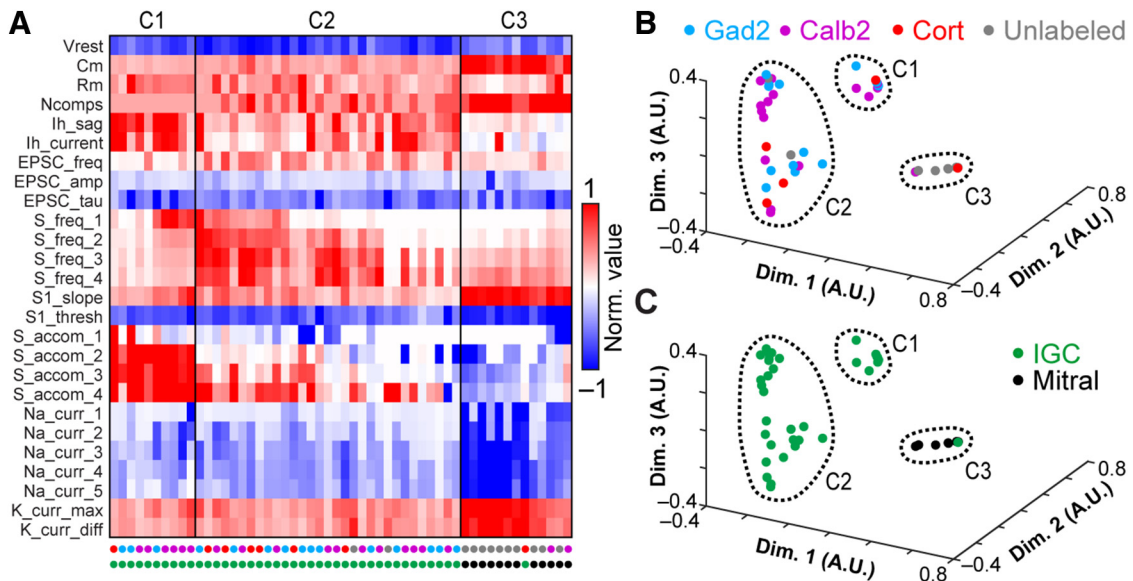 A
C1 C2 C3
Vrest
Cm
Rm
Ncomps
Ih_sag
Ih_current
EPSC_freq
EPSC_amp
EPSC_tau
S_freq_1
S_freq_2
S_freq_3
S_freq_4
S1_slope
S1_thresh
S_accom_1
S_accom_2
S_accom_3
S_accom_4
Na_curr_1
Na_curr_2
Na_curr_3
Na_curr_4
Na_curr_5
K_curr_max
K_curr_diff
1
Norm. value
−1
B
Gad2 Calb2 Cort Unlabeled
C1
C2
C3
0.4
Dim. 3 (A.U.)
−0.4
−0.4
Dim. 1 (A.U.)
0.8
−0.4
Dim. 2 (A.U.)
0.8
C
IGC
Mitral
C1
C2
C3
0.4
Dim. 3 (A.U.)
−0.4
−0.4
Dim. 1 (A.U.)
0.8
−0.4
Dim. 2 (A.U.)
0.8